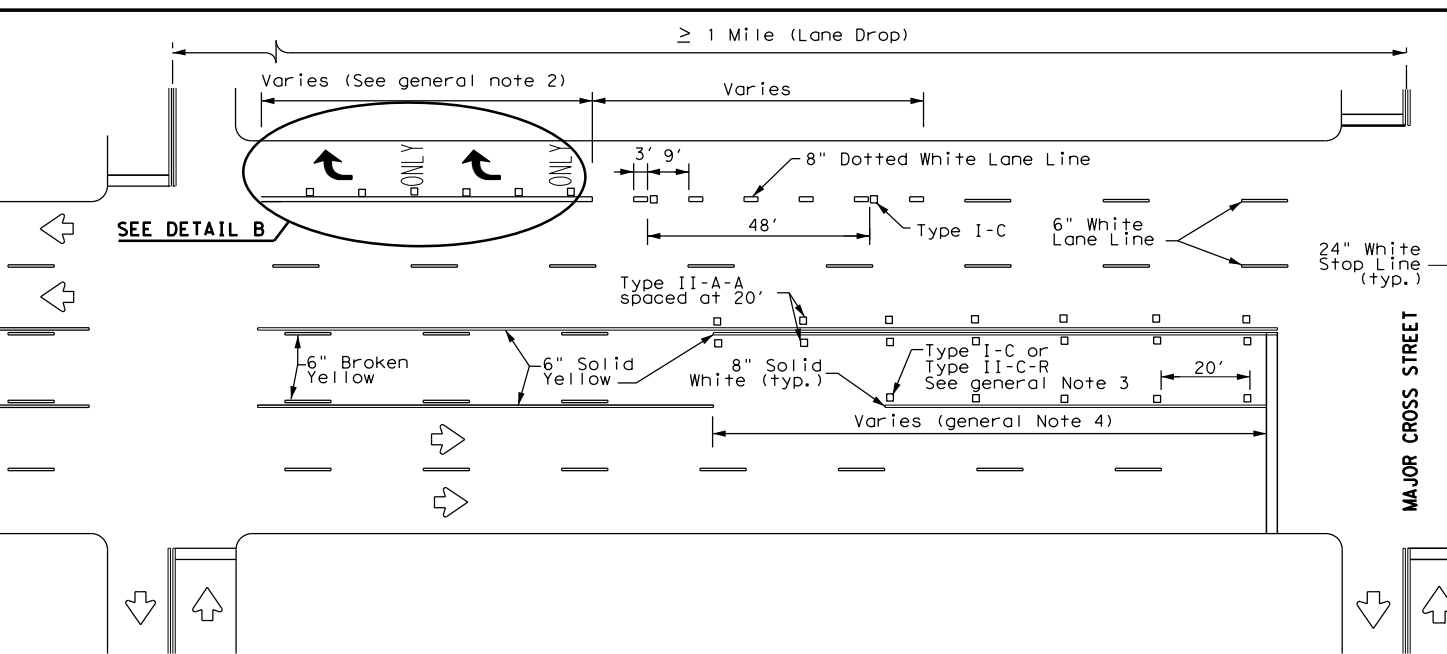 ≥ 1 Mile (Lane Drop)
Varies (See general note 2)
Varies
ONLY
ONLY
3'
9'
8" Dotted White Lane Line
SEE DETAIL B
48'
Type I-C
6" White
Lane Line
24" White
Stop Line
(typ.)
Type II-A-A
spaced at 20'
6" Broken
Yellow
6" Solid
Yellow
8" Solid
White (typ.)
Type I-C or
Type II-C-R
See general Note 3
20'
Varies (general Note 4)
MAJOR CROSS STREET